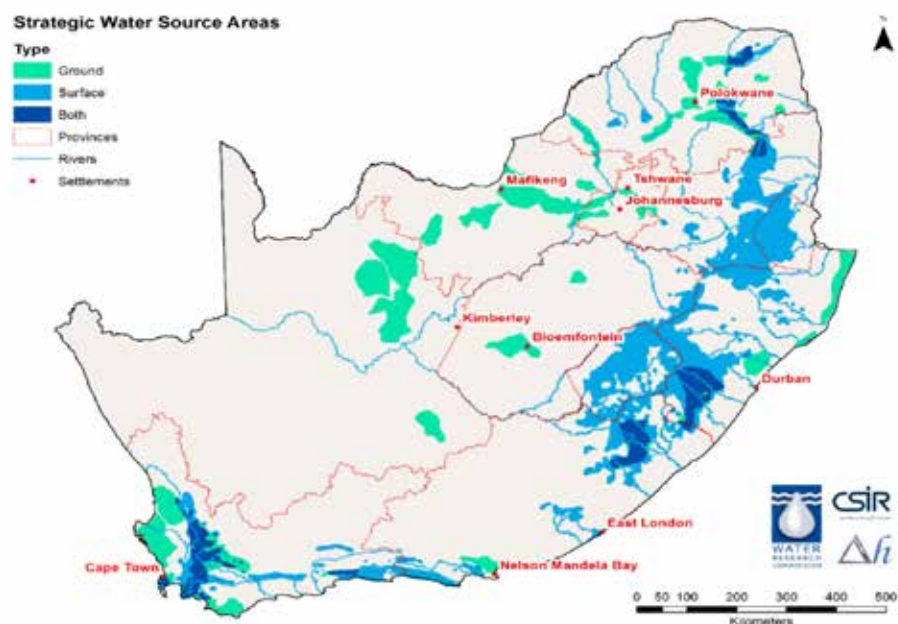 Strategic Water Source Areas
Type
Ground
Surface
Both
Provinces
Rivers
Settlements
N
Polokwane
Mafikeng
Tshwane
Johannesburg
Kimberley
Bloemfontein
Durban
East London
Cape Town
Nelson Mandela Bay
WATER
RESEARCH
COMMISSION
CSIR
h
0 50 100 200 300 400 500
Kilometers